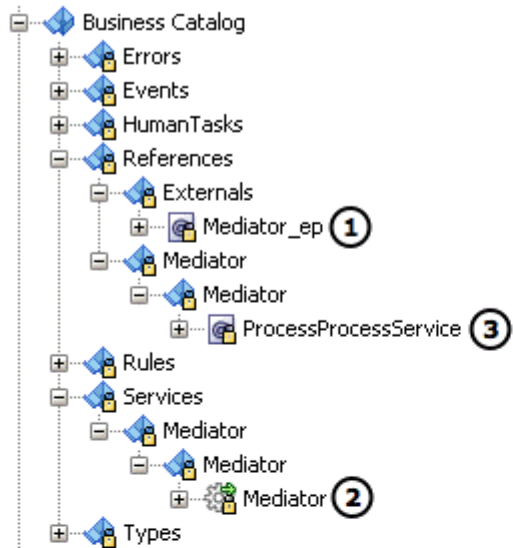 Business Catalog
Errors
Events
HumanTasks
References
Externals
Mediator_ep 1
Mediator
Mediator
ProcessProcessService 3
Rules
Services
Mediator
Mediator
Mediator 2
Types